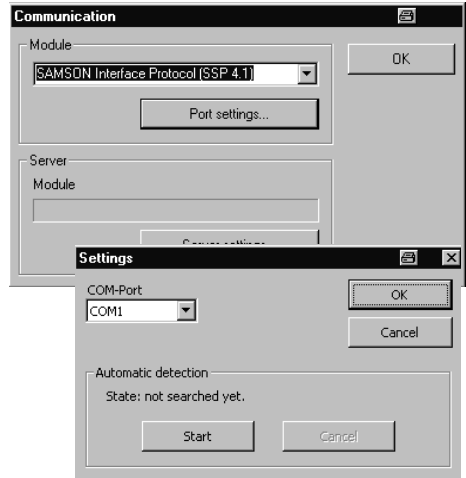 Communication
Module
SAMSON Interface Protocol (SSP 4.1)
OK
Port settings...
Server
Module
Settings
COM-Port
COM1
OK
Cancel
Automatic detection
State: not searched yet.
Start
Cancel